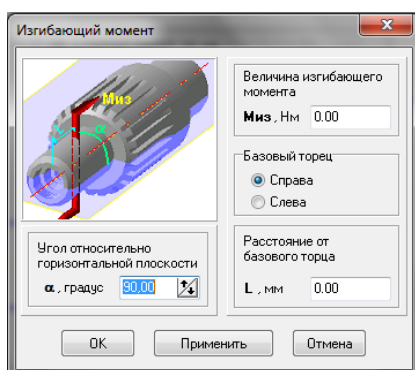 Изгибающий момент
Миз
α
L
Величина изгибающего
момента
Миз , Нм 0.00
Базовый торец
Справа
Слева
Угол относительно
горизонтальной плоскости
α , градус 90,00
Расстояние от
базового торца
L , мм 0.00
ОК
Применить
Отмена